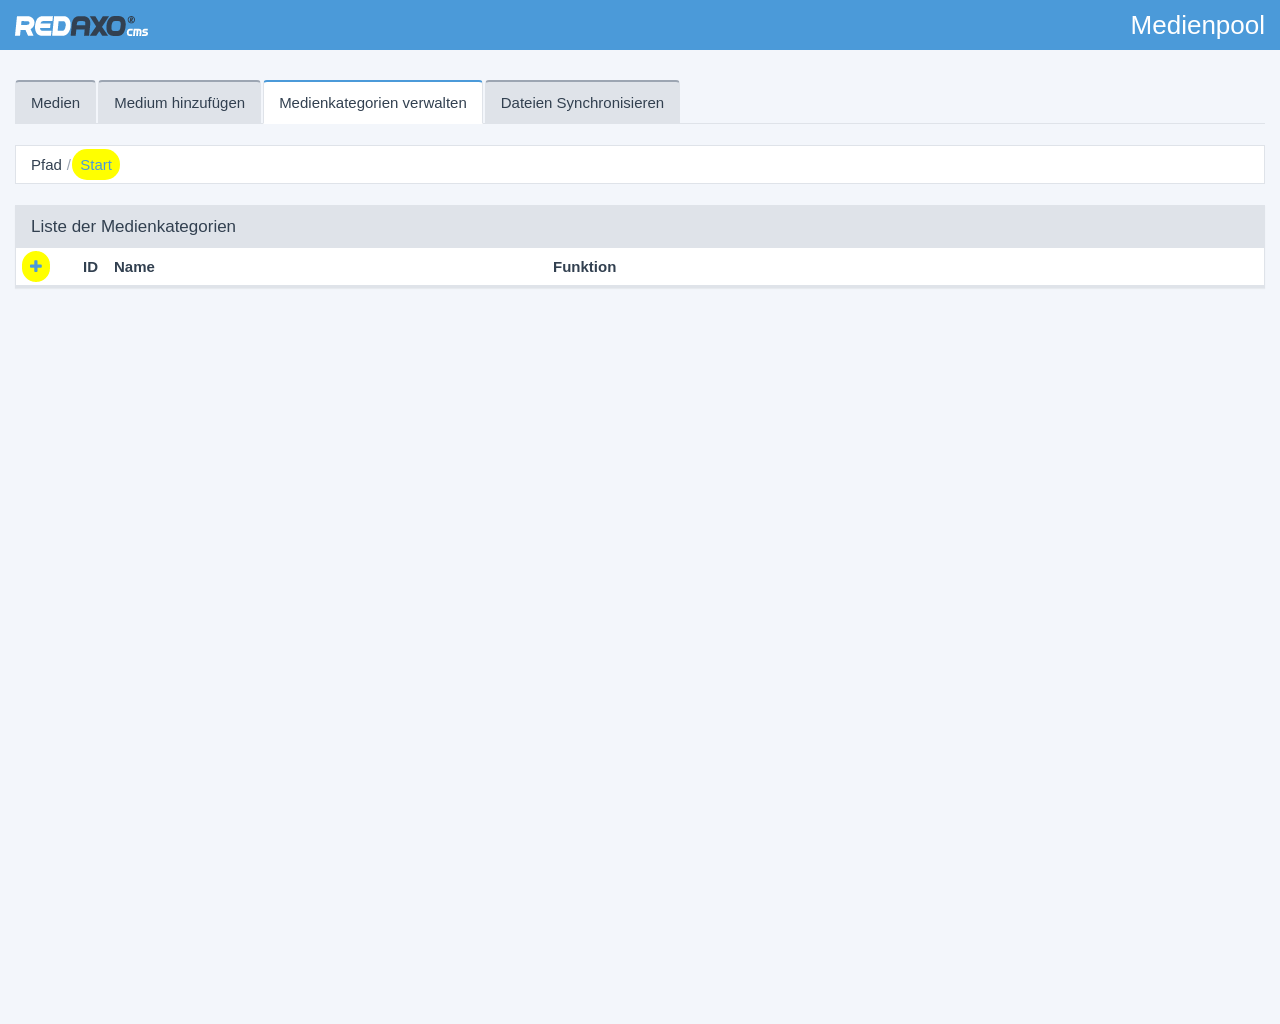 REDAXO® cms
Medienpool
Medien
Medium hinzufügen
Medienkategorien verwalten
Dateien Synchronisieren
Pfad / Start
Liste der Medienkategorien
ID Name Funktion